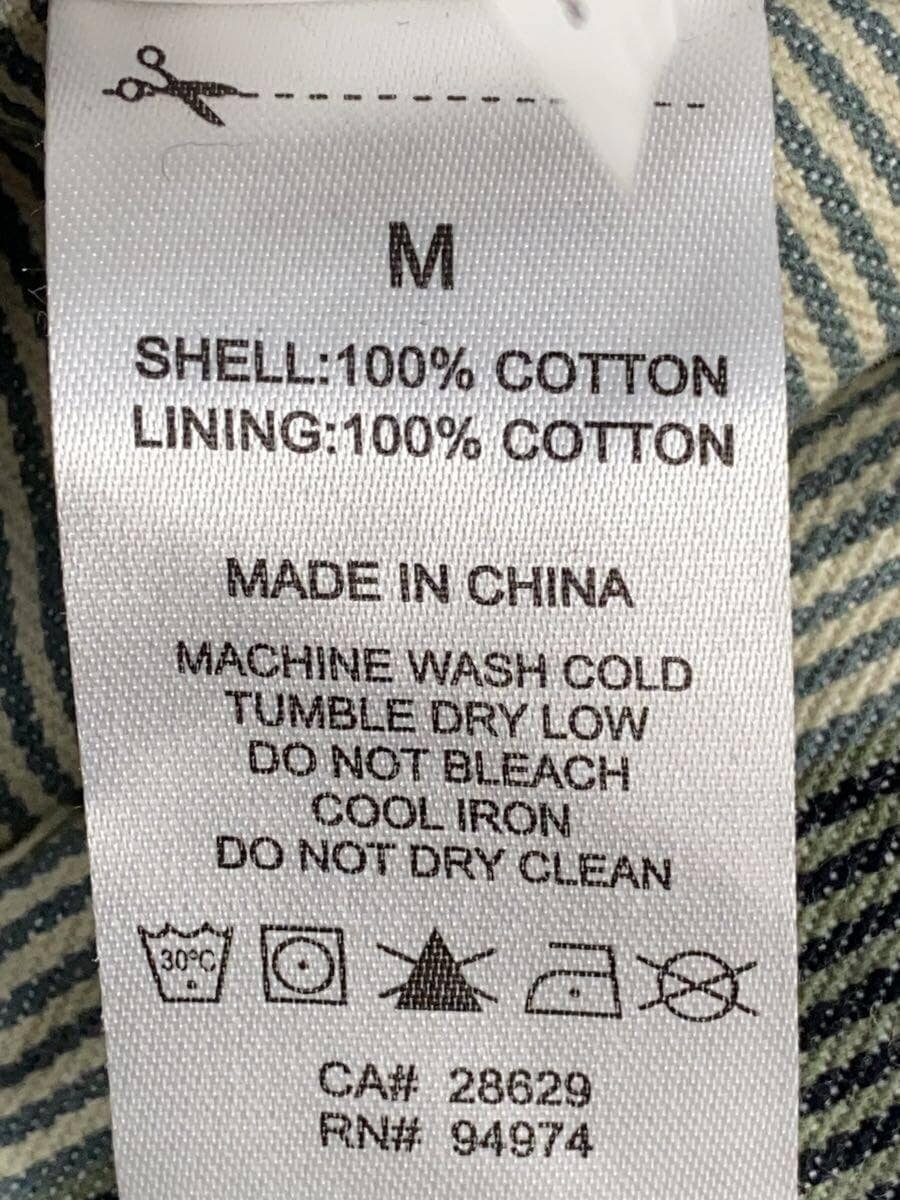 M
SHELL:100% COTTON
LINING:100% COTTON
MADE IN CHINA
MACHINE WASH COLD
TUMBLE DRY LOW
DO NOT BLEACH
COOL IRON
DO NOT DRY CLEAN
30°C
CA# 28629
RN# 94974